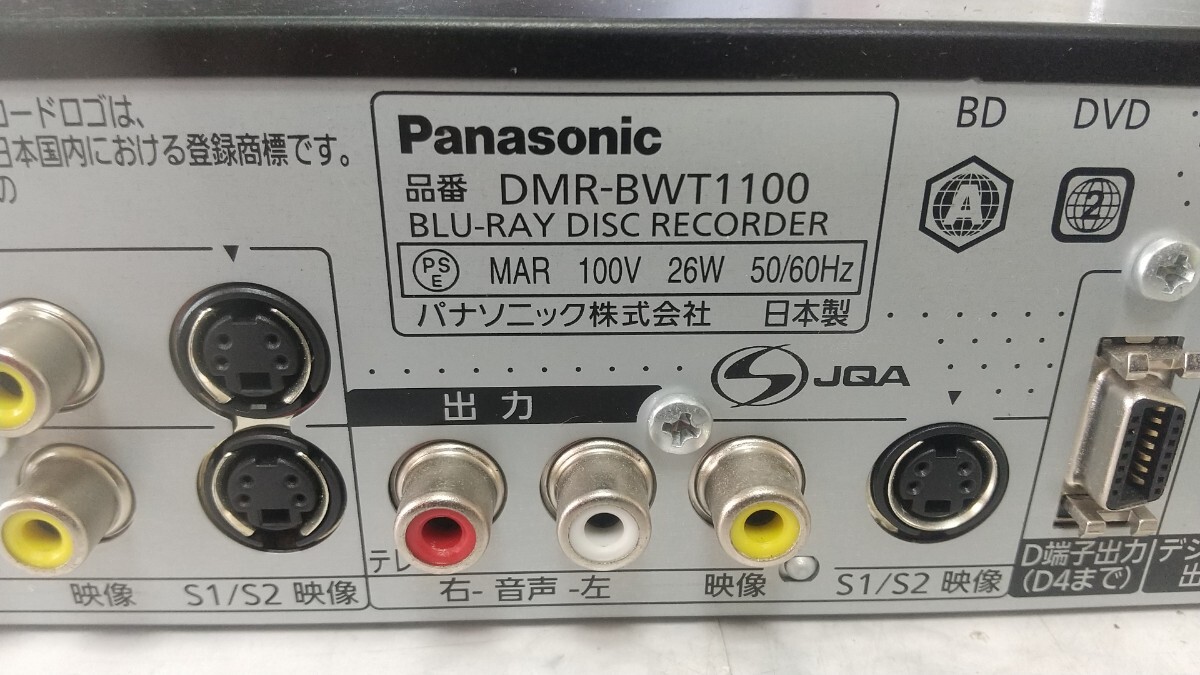 コードロゴは、
日本国内における登録商標です。
の
Panasonic
品番 DMR-BWT1100
BLU-RAY DISC RECORDER
PSE MAR 100V 26W 50/60Hz
パナソニック株式会社 日本製
BD DVD
A 2
JQA
出力
テレ
映像 S1/S2 映像 右-音声-左 映像 S1/S2 映像
D端子出力
(D4まで)
デジ
出